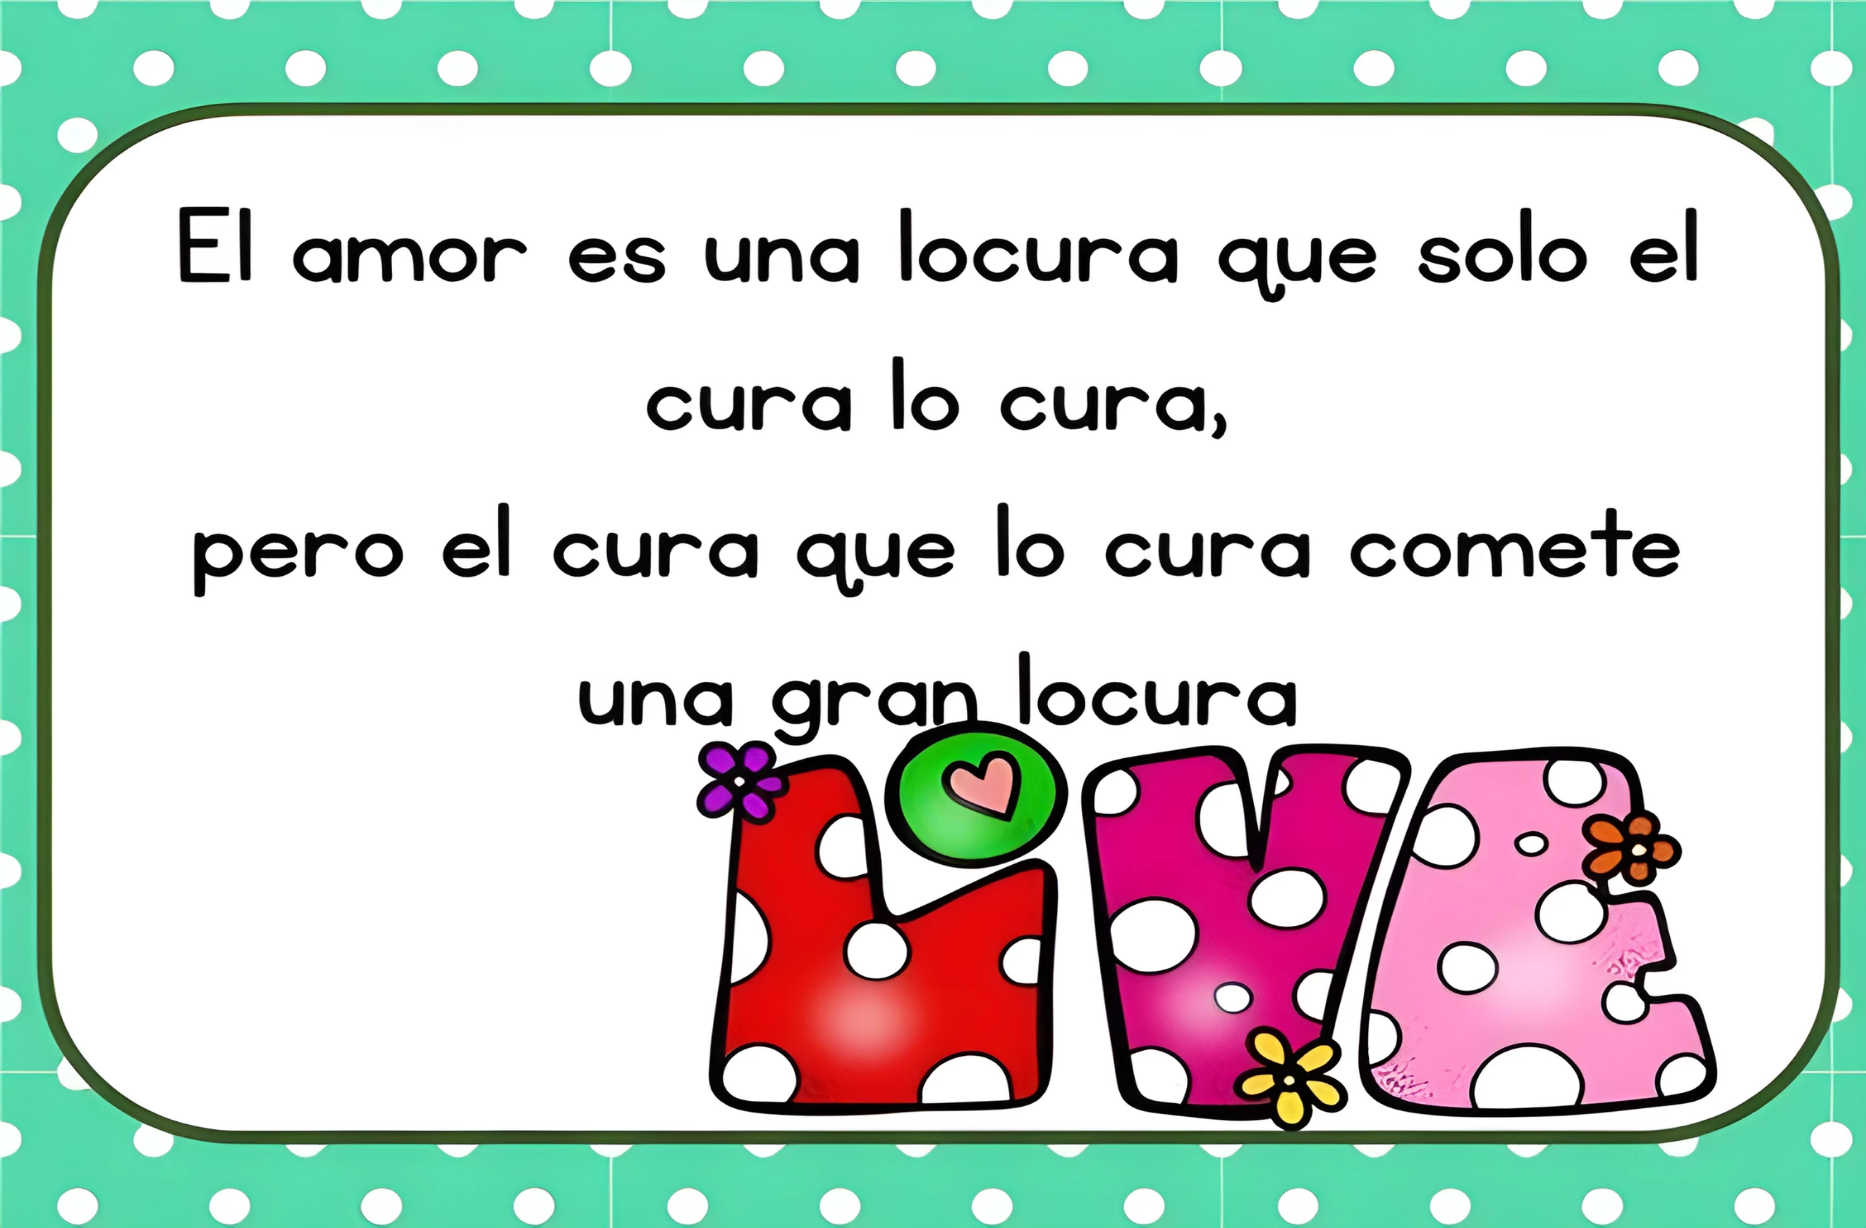 El amor es una locura que solo el
cura lo cura,
pero el cura que lo cura comete
una gran locura
LOVE